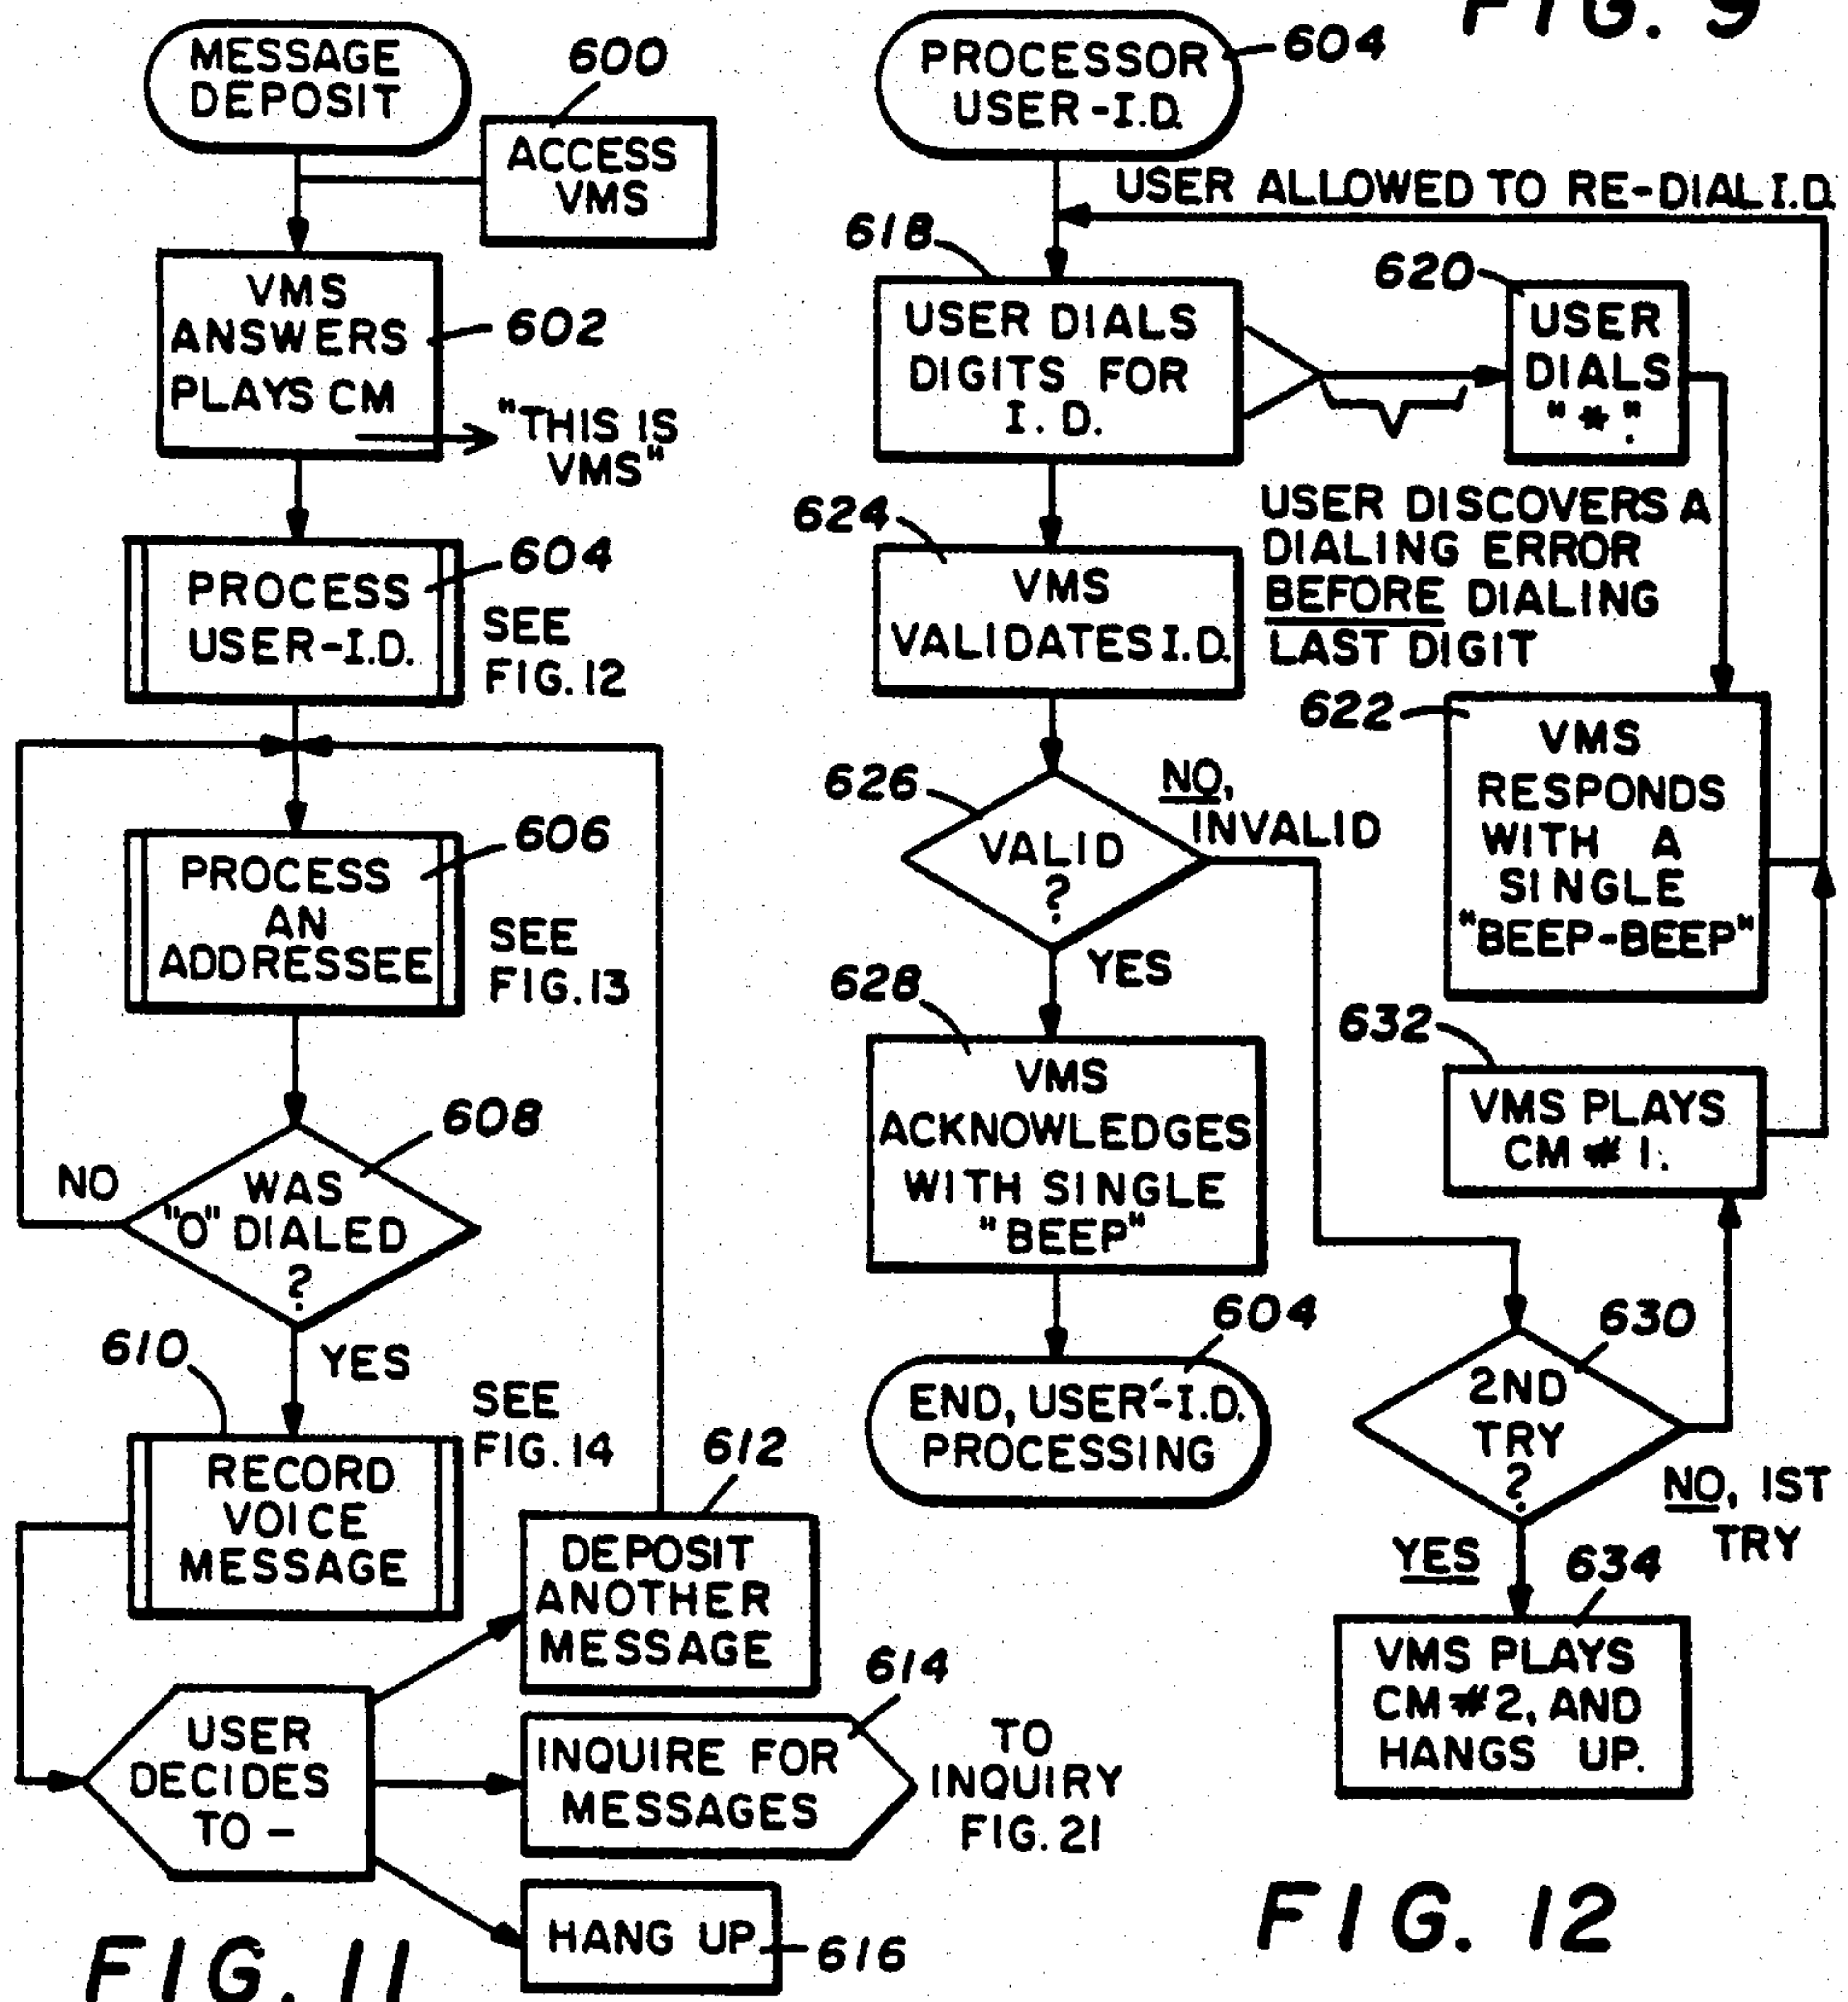 FIG. 9
MESSAGE
DEPOSIT
600
ACCESS
VMS
VMS
ANSWERS
PLAYS CM
602
"THIS IS
VMS"
PROCESS
USER-I.D.
604
SEE
FIG. 12
PROCESS
AN
ADDRESSEE
606
SEE
FIG. 13
608
WAS
"O" DIALED
?
NO
YES
610
SEE
FIG. 14
RECORD
VOICE
MESSAGE
612
DEPOSIT
ANOTHER
MESSAGE
USER
DECIDES
TO -
614
INQUIRE FOR
MESSAGES
TO
INQUIRY
FIG. 21
HANG UP
616
FIG. 11
PROCESSOR
USER-I.D.
604
USER ALLOWED TO RE-DIAL I.D.
618
USER DIALS
DIGITS FOR
I. D.
620
USER
DIALS
"*".
USER DISCOVERS A
DIALING ERROR
BEFORE DIALING
LAST DIGIT
624
VMS
VALIDATES I.D.
622
VMS
RESPONDS
WITH A
SINGLE
"BEEP-BEEP"
626
VALID
?
NO,
INVALID
YES
628
VMS
ACKNOWLEDGES
WITH SINGLE
"BEEP"
632
VMS PLAYS
CM # 1.
604
END, USER-I.D.
PROCESSING
630
2ND
TRY
?
NO, 1ST
TRY
YES
634
VMS PLAYS
CM #2, AND
HANGS UP.
FIG. 12